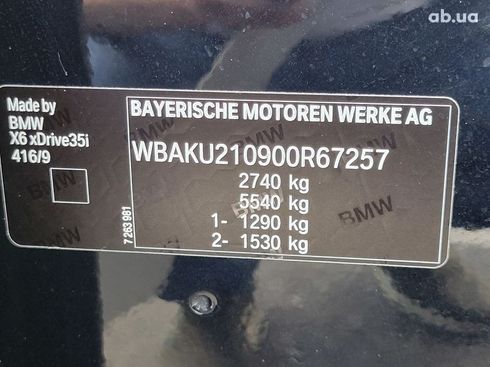 ab.ua
Made by
BMW
X6 xDrive35i
416/9
BAYERISCHE MOTOREN WERKE AG
WBAKU210900R67257
2740 kg
5540 kg
1- 1290 kg
2- 1530 kg
7 263 981
BMW
BMW